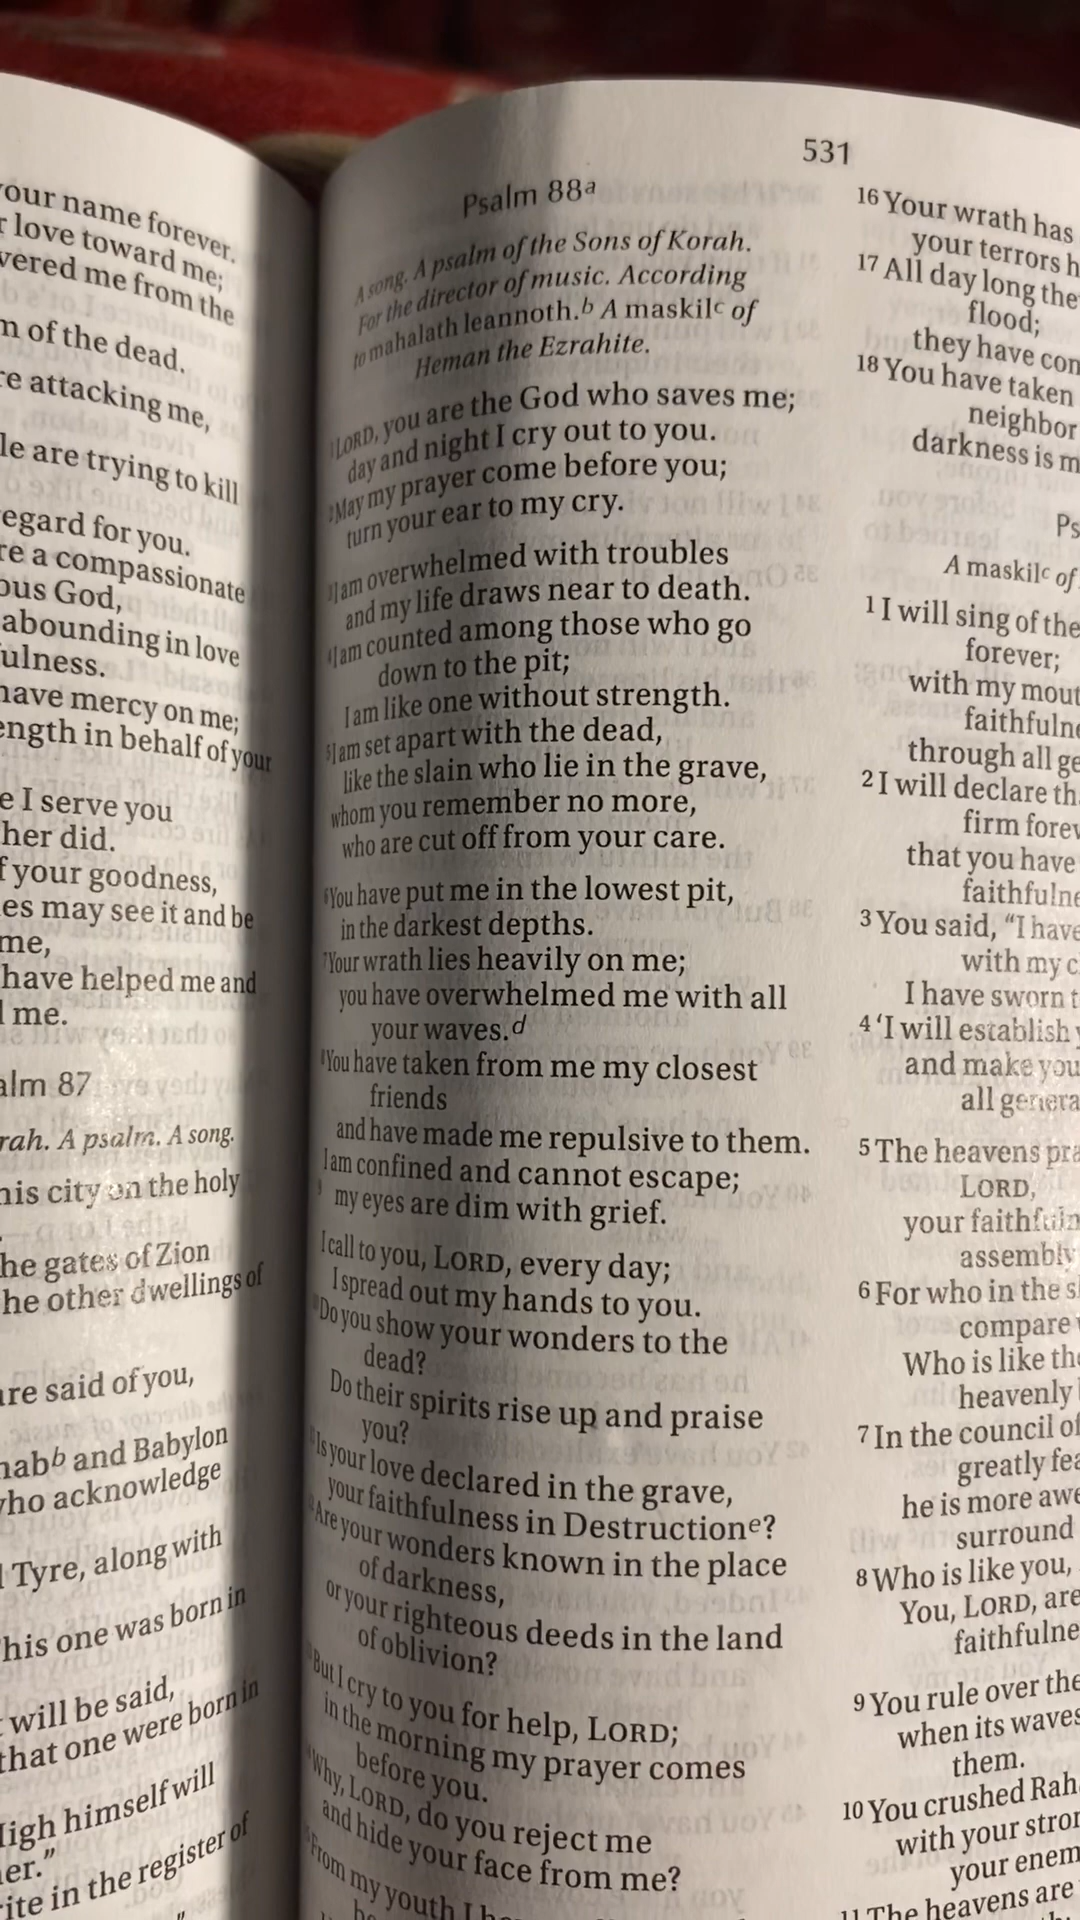 our name forever.
love toward me;
vered me from the
of the dead.
re attacking me,
le are trying to kill
egard for you.
re a compassionate
ous God,
abounding in love
ulness.
have mercy on me;
ength in behalf of your
e I serve you
her did.
f your goodness,
es may see it and be
me,
have helped me and
me.
alm 87
rah. A psalm. A song.
his city on the holy
he gates of Zion
he other dwellings of
are said of you,
habb and Babylon
who acknowledge
Tyre, along with
his one was born in
will be said,
that one were born in
High himself will
er."
rite in the register of
531
Psalm 88a
A song. A psalm of the Sons of Korah.
For the director of music. According
to mahalath leannoth.b A maskilc of
Heman the Ezrahite.
1LORD, you are the God who saves me;
day and night I cry out to you.
2May my prayer come before you;
turn your ear to my cry.
3I am overwhelmed with troubles
and my life draws near to death.
4I am counted among those who go
down to the pit;
I am like one without strength.
5I am set apart with the dead,
like the slain who lie in the grave,
whom you remember no more,
who are cut off from your care.
6You have put me in the lowest pit,
in the darkest depths.
7Your wrath lies heavily on me;
you have overwhelmed me with all
your waves.d
8You have taken from me my closest
friends
and have made me repulsive to them.
I am confined and cannot escape;
9 my eyes are dim with grief.
I call to you, LORD, every day;
I spread out my hands to you.
Do you show your wonders to the
dead?
Do their spirits rise up and praise
you?
Is your love declared in the grave,
your faithfulness in Destructione?
Are your wonders known in the place
of darkness,
or your righteous deeds in the land
of oblivion?
But I cry to you for help, LORD;
in the morning my prayer comes
before you.
Why, LORD, do you reject me
and hide your face from me?
From my youth I
16 Your wrath has
your terrors h
17 All day long the
flood;
they have con
18 You have taken
neighbor
darkness is m
Ps
A maskilc of
1 I will sing of the
forever;
with my mout
faithfulne
through all ge
2 I will declare th
firm forev
that you have
faithfulne
3 You said, “I have
with my c
I have sworn t
4 ‘I will establish y
and make you
all genera
5 The heavens pra
LORD,
your faithfuln
assembly
6 For who in the s
compare
Who is like the
heavenly
7 In the council of
greatly fea
he is more awe
surround
8 Who is like you,
You, LORD, are
faithfulne
9 You rule over the
when its waves
them.
10 You crushed Rah
with your stron
your enem
11 The heavens are